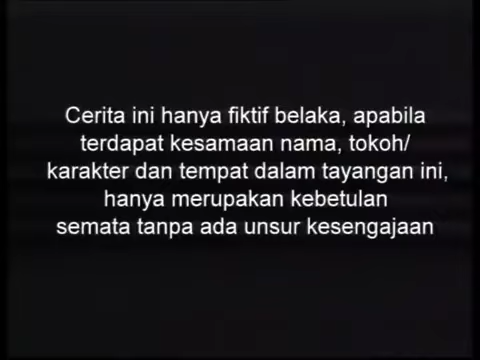 Cerita ini hanya fiktif belaka, apabila
terdapat kesamaan nama, tokoh/
karakter dan tempat dalam tayangan ini,
hanya merupakan kebetulan
semata tanpa ada unsur kesengajaan